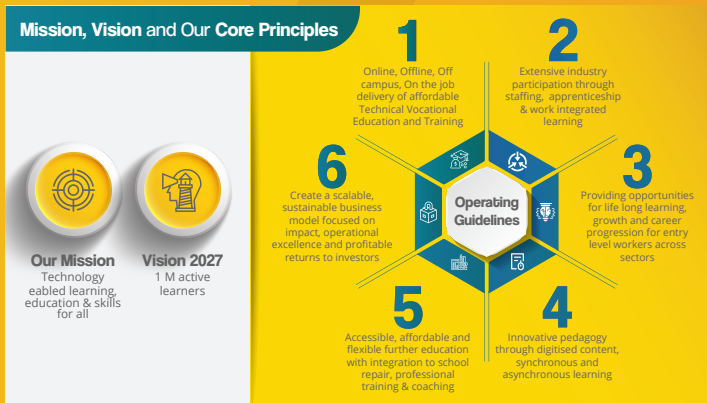 Mission, Vision and Our Core Principles
Our Mission
Technology
eabled learning,
education & skills
for all
Vision 2027
1 M active
learners
Operating
Guidelines
1
Online, Offline, Off
campus, On the job
delivery of affordable
Technical Vocational
Education and Training
2
Extensive industry
participation through
staffing, apprenticeship
& work integrated
learning
3
Providing opportunities
for life long learning,
growth and career
progression for entry
level workers across
sectors
4
Innovative pedagogy
through digitised content,
synchronous and
asynchronous learning
5
Accessible, affordable and
flexible further education
with integration to school
repair, professional
training & coaching
6
Create a scalable,
sustainable business
model focused on
impact, operational
excellence and profitable
returns to investors